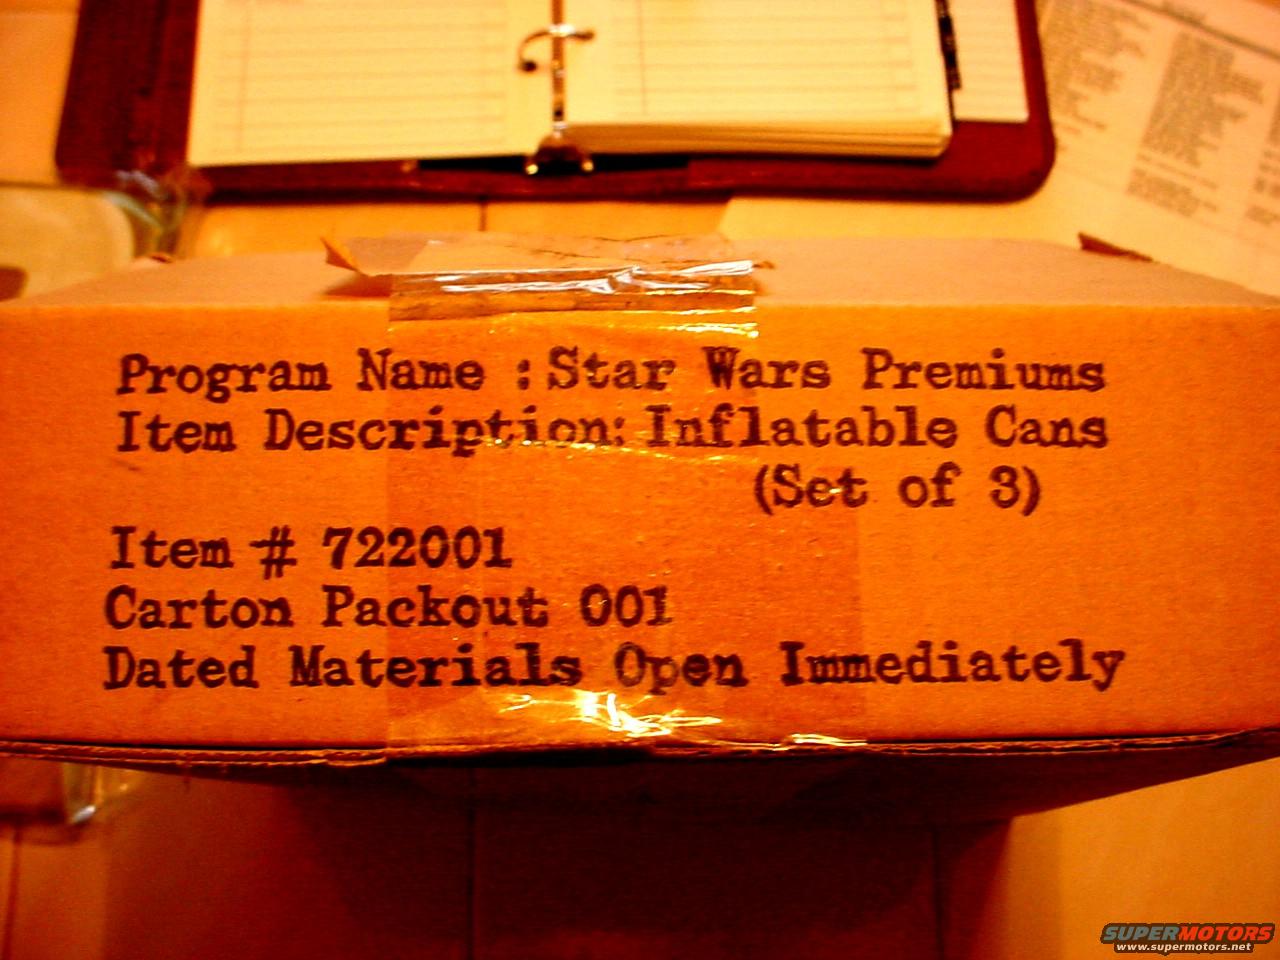 Program Name : Star Wars Premiums
Item Description: Inflatable Cans
(Set of 3)
Item # 722001
Carton Packout 001
Dated Materials Open Immediately
SUPERMOTORS
www.supermotors.net